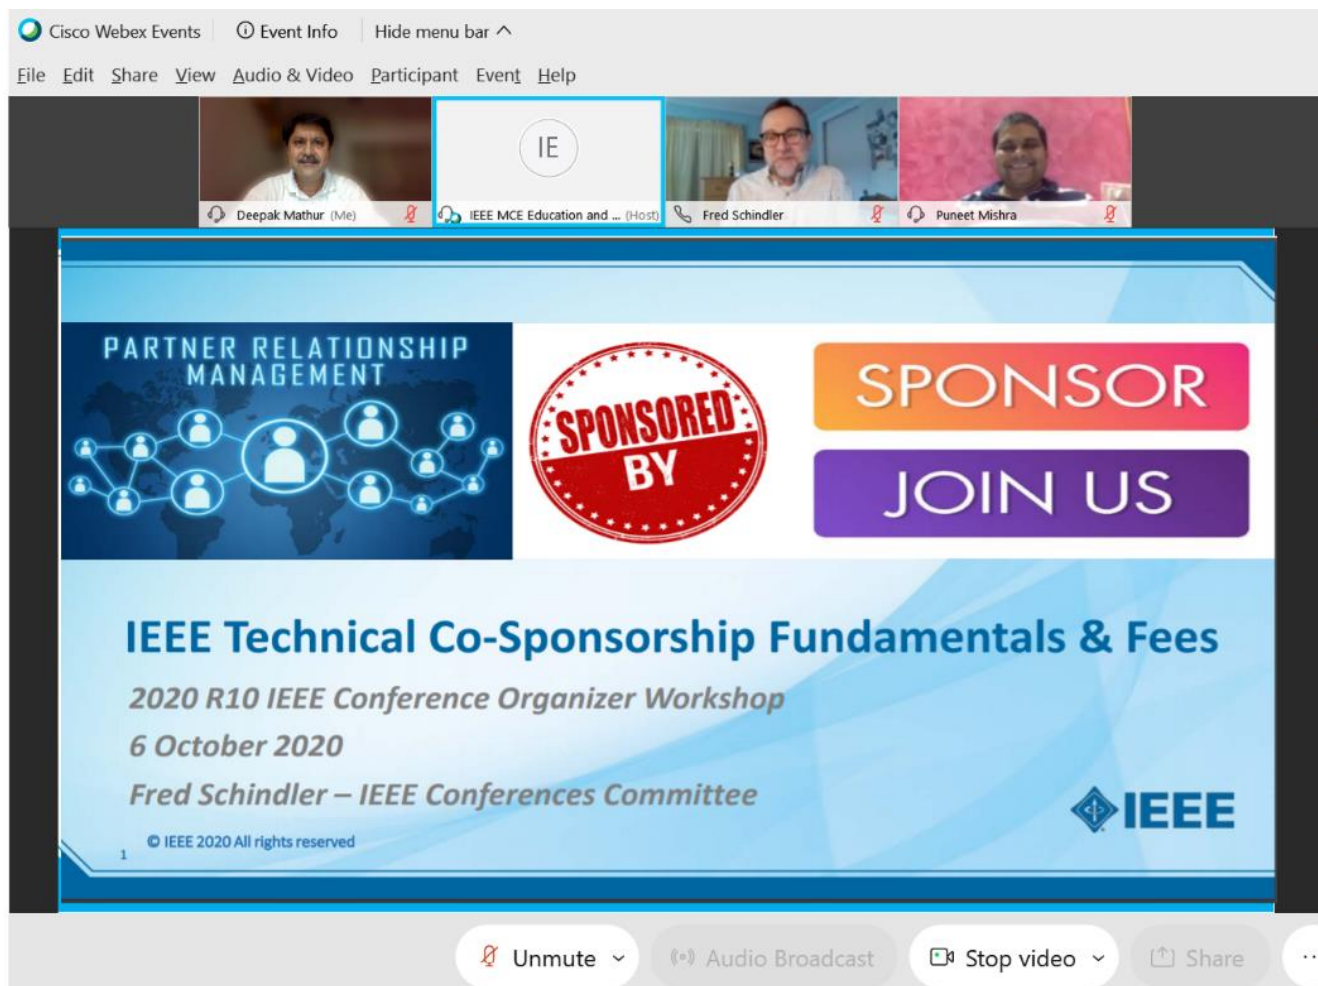 Cisco Webex Events Event Info Hide menu bar
File Edit Share View Audio & Video Participant Event Help
IE
Deepak Mathur (Me)
IEEE MCE Education and ... (Host)
Fred Schindler
Puneet Mishra
PARTNER RELATIONSHIP
MANAGEMENT
SPONSORED
BY
SPONSOR
JOIN US
IEEE Technical Co-Sponsorship Fundamentals & Fees
2020 R10 IEEE Conference Organizer Workshop
6 October 2020
Fred Schindler – IEEE Conferences Committee
IEEE
© IEEE 2020 All rights reserved
1
Unmute Audio Broadcast Stop video Share